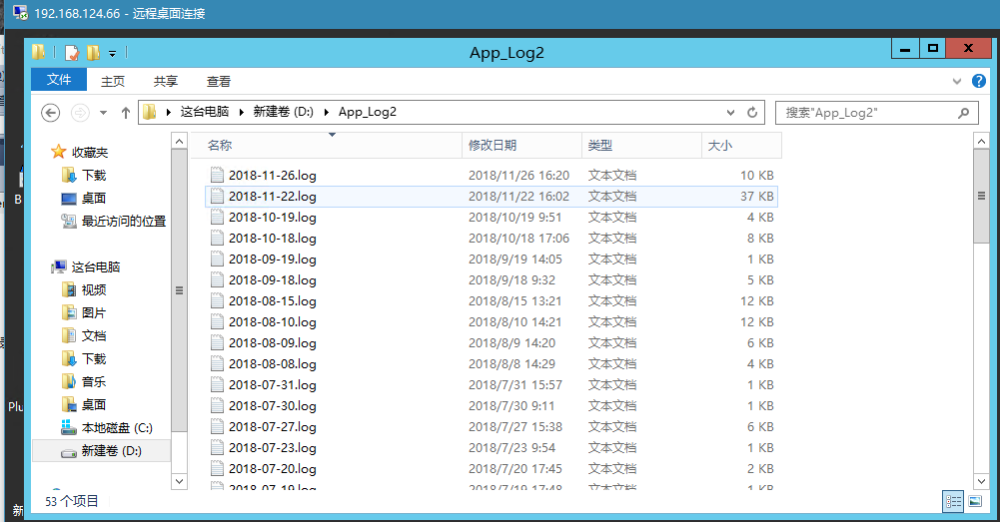 192.168.124.66 - 远程桌面连接
App_Log2
文件 主页 共享 查看
这台电脑 新建卷 (D:) App_Log2 搜索"App_Log2"
名称 修改日期 类型 大小
收藏夹
下载
桌面
最近访问的位置
这台电脑
视频
图片
文档
下载
音乐
桌面
本地磁盘 (C:)
新建卷 (D:)
2018-11-26.log 2018/11/26 16:20 文本文档 10 KB
2018-11-22.log 2018/11/22 16:02 文本文档 37 KB
2018-10-19.log 2018/10/19 9:51 文本文档 4 KB
2018-10-18.log 2018/10/18 17:06 文本文档 8 KB
2018-09-19.log 2018/9/19 14:05 文本文档 1 KB
2018-09-18.log 2018/9/18 9:32 文本文档 5 KB
2018-08-15.log 2018/8/15 13:21 文本文档 12 KB
2018-08-10.log 2018/8/10 14:21 文本文档 12 KB
2018-08-09.log 2018/8/9 14:20 文本文档 6 KB
2018-08-08.log 2018/8/8 14:29 文本文档 4 KB
2018-07-31.log 2018/7/31 15:57 文本文档 1 KB
2018-07-30.log 2018/7/30 9:11 文本文档 1 KB
2018-07-27.log 2018/7/27 15:38 文本文档 6 KB
2018-07-23.log 2018/7/23 9:54 文本文档 1 KB
2018-07-20.log 2018/7/20 17:45 文本文档 2 KB
2018-07-19.log 2018/7/19 17:48 文本文档 1 KB
53 个项目
B
Plu
新